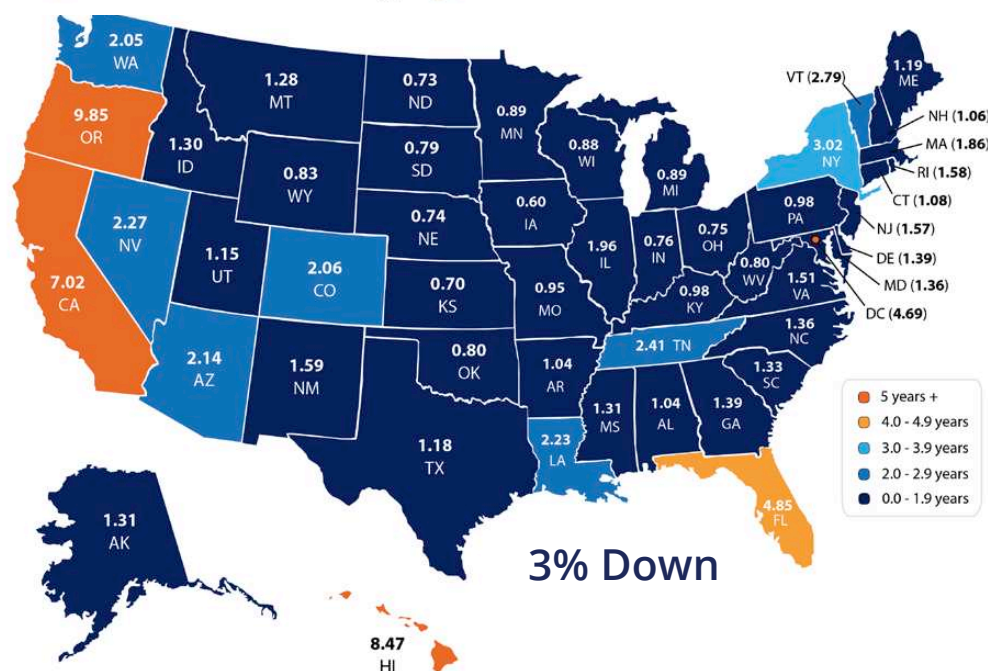 2.05
WA
9.85
OR
7.02
CA
2.27
NV
1.30
ID
1.28
MT
0.83
WY
1.15
UT
2.06
CO
2.14
AZ
1.59
NM
0.73
ND
0.79
SD
0.74
NE
0.70
KS
0.80
OK
1.18
TX
0.89
MN
0.60
IA
0.95
MO
1.04
AR
2.23
LA
0.88
WI
1.96
IL
0.89
MI
0.76
IN
0.75
OH
0.98
KY
2.41 TN
1.31
MS
1.04
AL
1.39
GA
4.85
FL
1.33
SC
1.36
NC
1.51
VA
0.80
WV
0.98
PA
3.02
NY
1.19
ME
VT (2.79)
NH (1.06)
MA (1.86)
RI (1.58)
CT (1.08)
NJ (1.57)
DE (1.39)
MD (1.36)
DC (4.69)
5 years +
4.0 - 4.9 years
3.0 - 3.9 years
2.0 - 2.9 years
0.0 - 1.9 years
1.31
AK
8.47
HI
3% Down